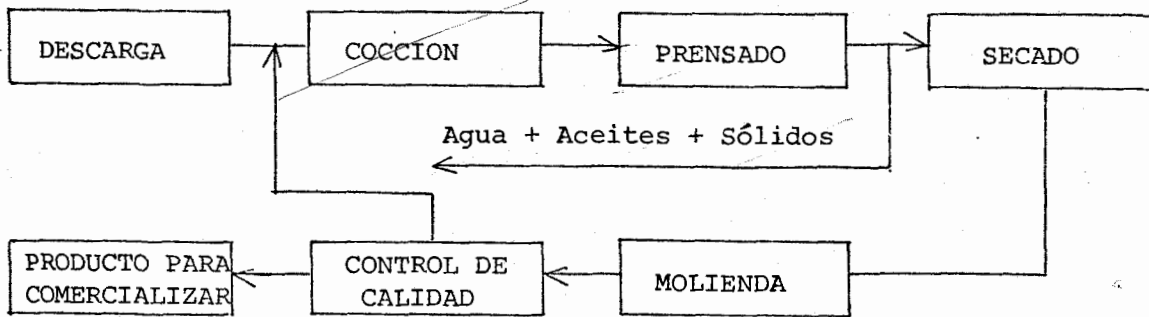 DESCARGA
COCCION
PRENSADO
SECADO
Agua + Aceites + Sólidos
PRODUCTO PARA
COMERCIALIZAR
CONTROL DE
CALIDAD
MOLIENDA